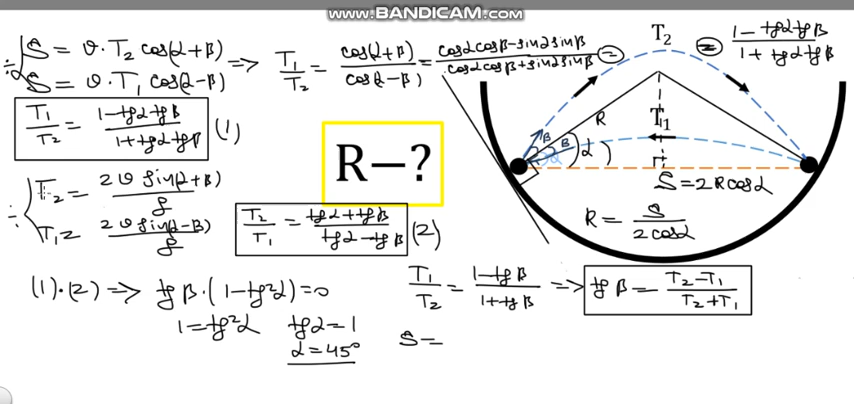 www.BANDICAM.com
S = v·T₂ cos(α+β)
÷
S = v·T₁ cos(α−β)
=> T₁/T₂ = cos(α+β)/cos(α−β) = (cosα cosβ − sinα sinβ)/(cosα cosβ + sinα sinβ) =
= (1 − tgα tgβ)/(1 + tgα tgβ)
T₁/T₂ = (1 − tgα tgβ)/(1 + tgα tgβ) (1)
T₂ = 2v sin(α+β)/g
÷
T₁ = 2v sin(α−β)/g
T₂/T₁ = (tgα + tgβ)/(tgα − tgβ) (2)
R−?
T₂
R
T₁
β
β
α
2α
S = 2R cosα
R = S/(2cosα)
(1)·(2) => tgβ·(1 − tg²α) = 0
1 = tg²α tgα = 1
α = 45°
T₁/T₂ = (1 − tgβ)/(1 + tgβ) => tgβ = (T₂ − T₁)/(T₂ + T₁)
S =